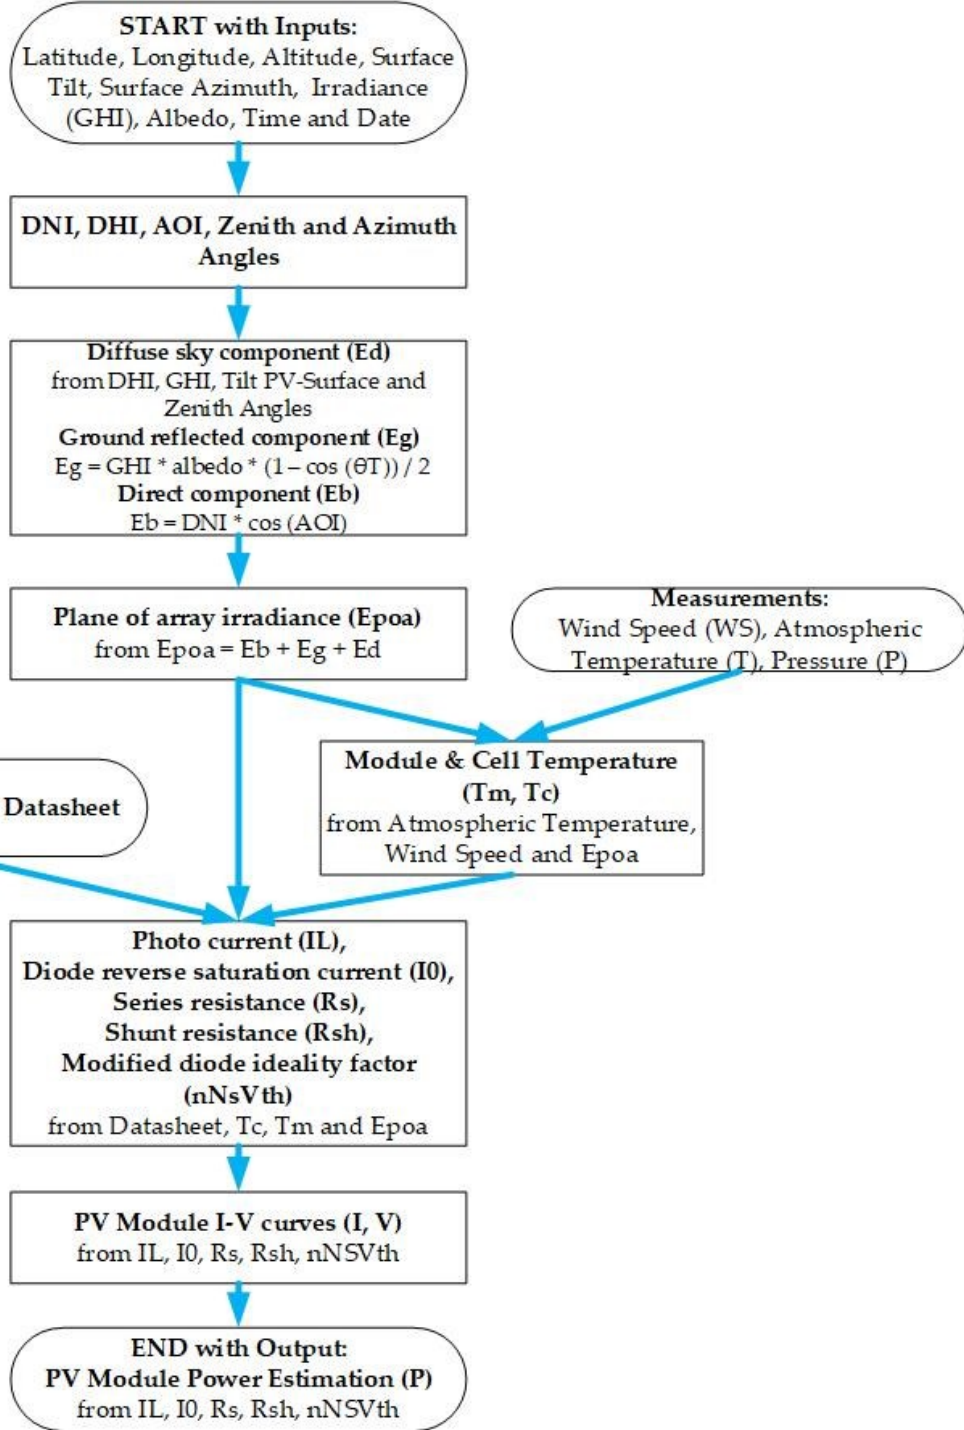 START with Inputs:
Latitude, Longitude, Altitude, Surface
Tilt, Surface Azimuth, Irradiance
(GHI), Albedo, Time and Date
DNI, DHI, AOI, Zenith and Azimuth
Angles
Diffuse sky component (Ed)
from DHI, GHI, Tilt PV-Surface and
Zenith Angles
Ground reflected component (Eg)
Eg = GHI * albedo * (1 – cos (θT)) / 2
Direct component (Eb)
Eb = DNI * cos (AOI)
Plane of array irradiance (Epoa)
from Epoa = Eb + Eg + Ed
Measurements:
Wind Speed (WS), Atmospheric
Temperature (T), Pressure (P)
Module & Cell Temperature
(Tm, Tc)
from Atmospheric Temperature,
Wind Speed and Epoa
Datasheet
Photo current (IL),
Diode reverse saturation current (I0),
Series resistance (Rs),
Shunt resistance (Rsh),
Modified diode ideality factor
(nNsVth)
from Datasheet, Tc, Tm and Epoa
PV Module I-V curves (I, V)
from IL, I0, Rs, Rsh, nNSVth
END with Output:
PV Module Power Estimation (P)
from IL, I0, Rs, Rsh, nNSVth